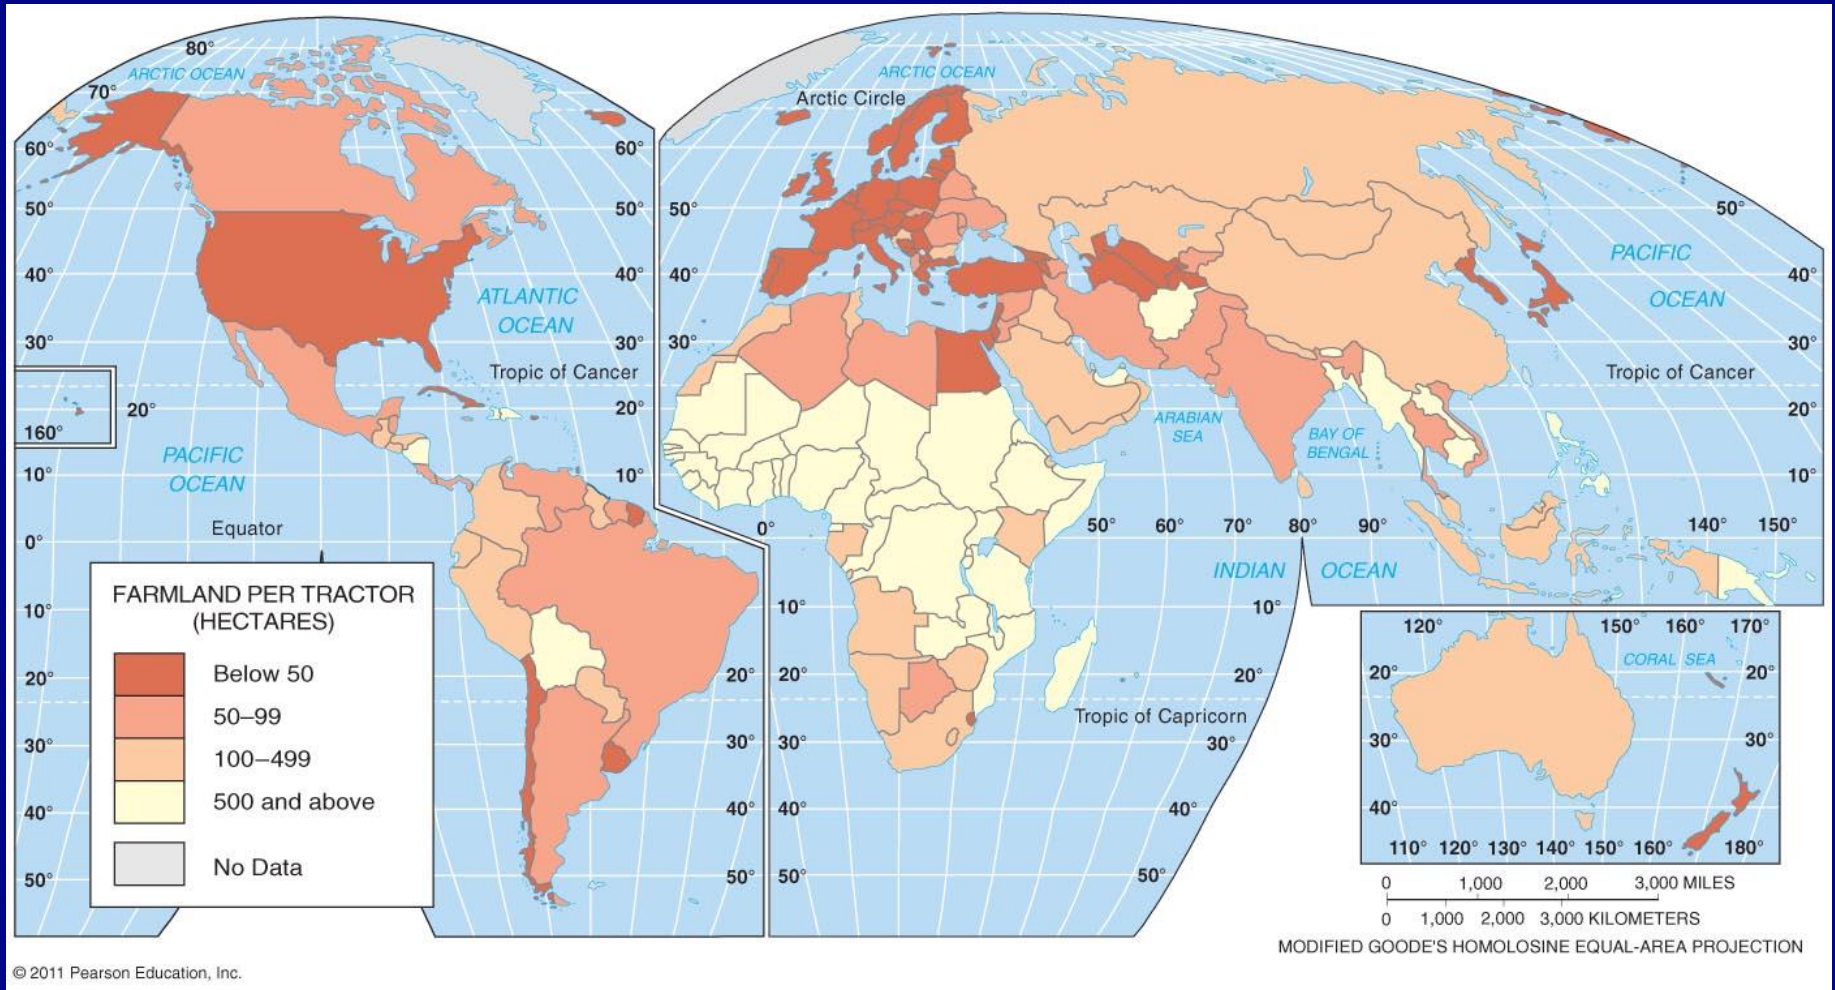 80°
ARCTIC OCEAN
70°
60°
50°
40°
30°
20°
160°
10°
0°
10°
20°
30°
40°
50°
ATLANTIC
OCEAN
Tropic of Cancer
PACIFIC
OCEAN
Equator
60°
50°
40°
30°
20°
10°
20°
30°
40°
50°
FARMLAND PER TRACTOR
(HECTARES)
Below 50
50–99
100–499
500 and above
No Data
ARCTIC OCEAN
Arctic Circle
50°
40°
30°
0°
50°
60°
70°
80°
90°
140°
150°
10°
20°
30°
40°
50°
ARABIAN
SEA
BAY OF
BENGAL
INDIAN
OCEAN
Tropic of Capricorn
10°
20°
30°
40°
50°
50°
PACIFIC
OCEAN
40°
30°
Tropic of Cancer
20°
10°
120°
150°
160°
170°
CORAL SEA
20°
20°
30°
30°
40°
110°
120°
130°
140°
150°
160°
180°
0 1,000 2,000 3,000 MILES
0 1,000 2,000 3,000 KILOMETERS
MODIFIED GOODE'S HOMOLOSINE EQUAL-AREA PROJECTION
© 2011 Pearson Education, Inc.